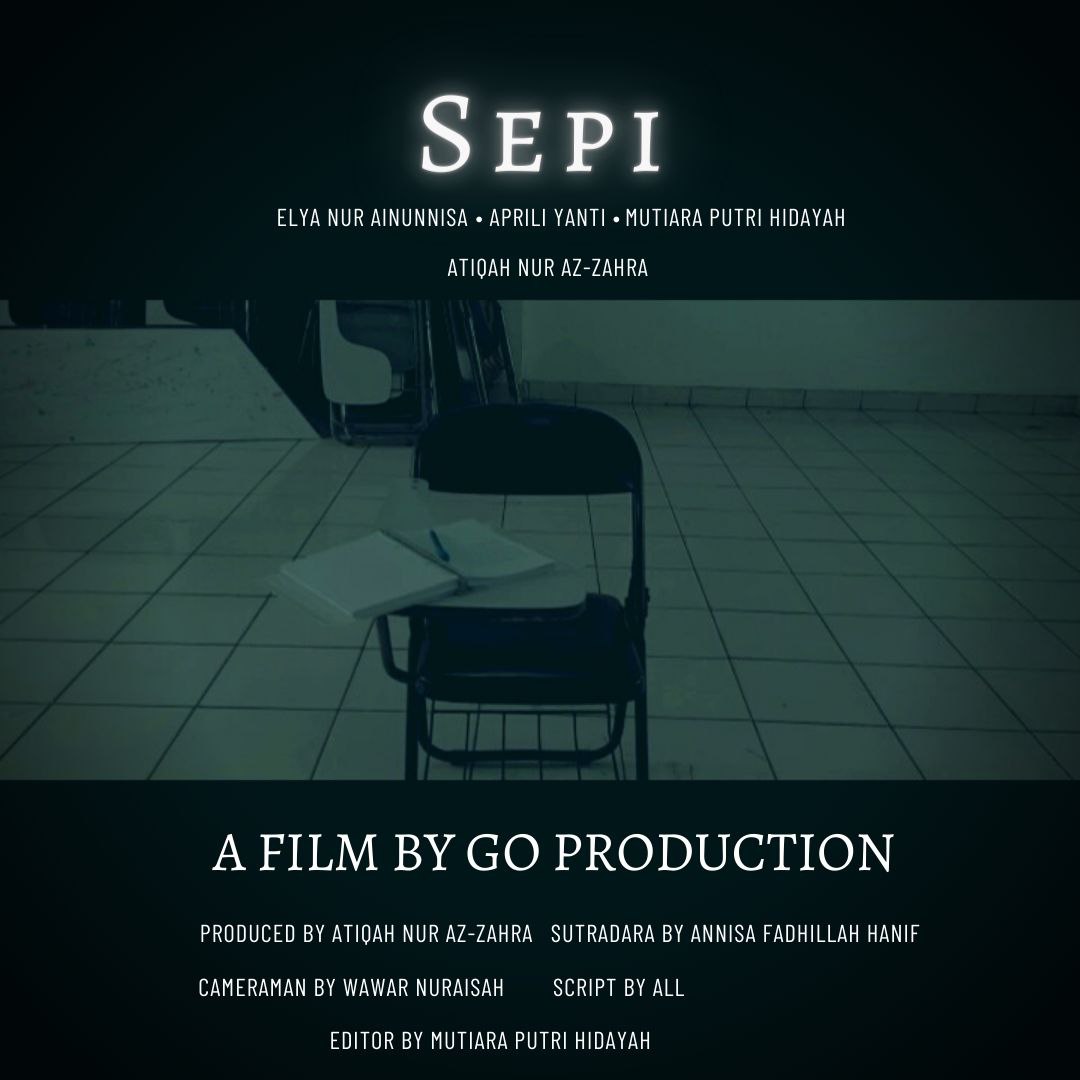 SEPI
ELYA NUR AINUNNISA • APRILI YANTI • MUTIARA PUTRI HIDAYAH
ATIQAH NUR AZ-ZAHRA
A FILM BY GO PRODUCTION
PRODUCED BY ATIQAH NUR AZ-ZAHRA SUTRADARA BY ANNISA FADHILLAH HANIF
CAMERAMAN BY WAWAR NURAISAH SCRIPT BY ALL
EDITOR BY MUTIARA PUTRI HIDAYAH